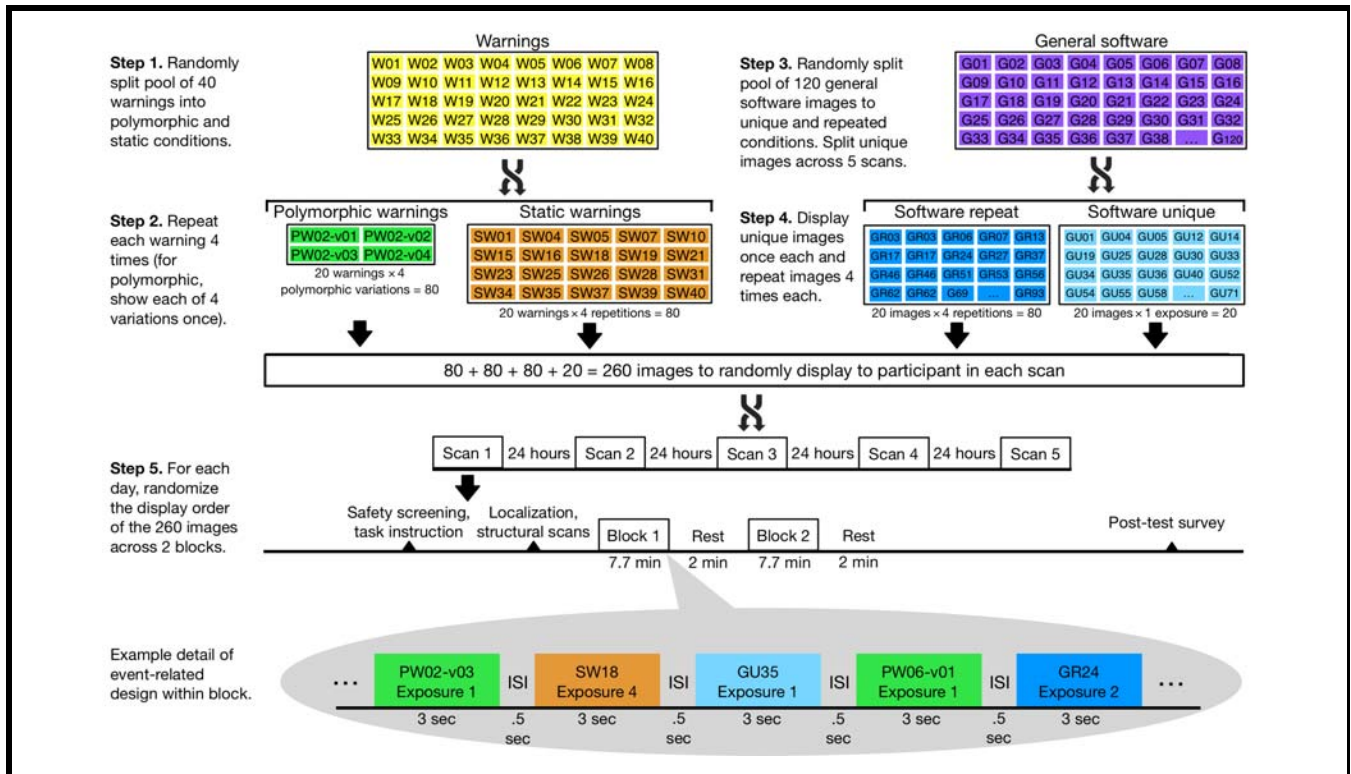 Warnings
General software
Step 1. Randomly
split pool of 40
warnings into
polymorphic and
static conditions.
W01 W02 W03 W04 W05 W06 W07 W08
W09 W10 W11 W12 W13 W14 W15 W16
W17 W18 W19 W20 W21 W22 W23 W24
W25 W26 W27 W28 W29 W30 W31 W32
W33 W34 W35 W36 W37 W38 W39 W40
Step 3. Randomly split
pool of 120 general
software images to
unique and repeated
conditions. Split unique
images across 5 scans.
G01 G02 G03 G04 G05 G06 G07 G08
G09 G10 G11 G12 G13 G14 G15 G16
G17 G18 G19 G20 G21 G22 G23 G24
G25 G26 G27 G28 G29 G30 G31 G32
G33 G34 G35 G36 G37 G38 ... G120
Step 2. Repeat
each warning 4
times (for
polymorphic,
show each of 4
variations once).
Polymorphic warnings
PW02-v01 PW02-v02
PW02-v03 PW02-v04
20 warnings × 4
polymorphic variations = 80
Static warnings
SW01 SW04 SW05 SW07 SW10
SW15 SW16 SW18 SW19 SW21
SW23 SW25 SW26 SW28 SW31
SW34 SW35 SW37 SW39 SW40
20 warnings × 4 repetitions = 80
Step 4. Display
unique images
once each and
repeat images 4
times each.
Software repeat
GR03 GR03 GR06 GR07 GR13
GR17 GR17 GR24 GR27 GR37
GR46 GR46 GR51 GR53 GR56
GR62 GR62 G69 ... GR93
20 images × 4 repetitions = 80
Software unique
GU01 GU04 GU05 GU12 GU14
GU19 GU25 GU28 GU30 GU33
GU34 GU35 GU36 GU40 GU52
GU54 GU55 GU58 ... GU71
20 images × 1 exposure = 20
80 + 80 + 80 + 20 = 260 images to randomly display to participant in each scan
Scan 1 24 hours Scan 2 24 hours Scan 3 24 hours Scan 4 24 hours Scan 5
Step 5. For each
day, randomize
the display order
of the 260 images
across 2 blocks.
Safety screening,
task instruction
Localization,
structural scans
Block 1 Rest Block 2 Rest
7.7 min 2 min 7.7 min 2 min
Post-test survey
Example detail of
event-related
design within block.
... PW02-v03 ISI SW18 ISI GU35 ISI PW06-v01 ISI GR24 ...
Exposure 1 Exposure 4 Exposure 1 Exposure 1 Exposure 2
3 sec .5 3 sec .5 3 sec .5 3 sec .5 3 sec
sec sec sec sec